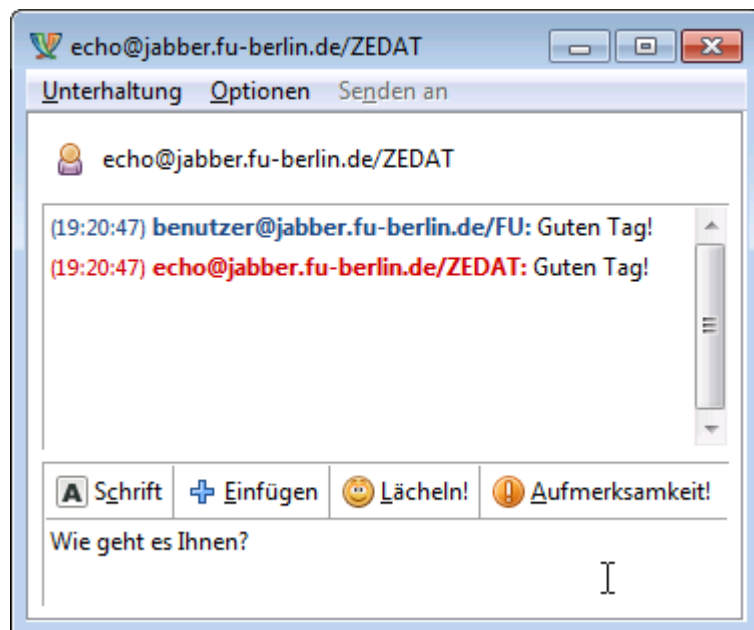 echo@jabber.fu-berlin.de/ZEDAT
Unterhaltung Optionen Senden an
echo@jabber.fu-berlin.de/ZEDAT
(19:20:47) benutzer@jabber.fu-berlin.de/FU: Guten Tag!
(19:20:47) echo@jabber.fu-berlin.de/ZEDAT: Guten Tag!
A Schrift Einfügen Lächeln! Aufmerksamkeit!
Wie geht es Ihnen?